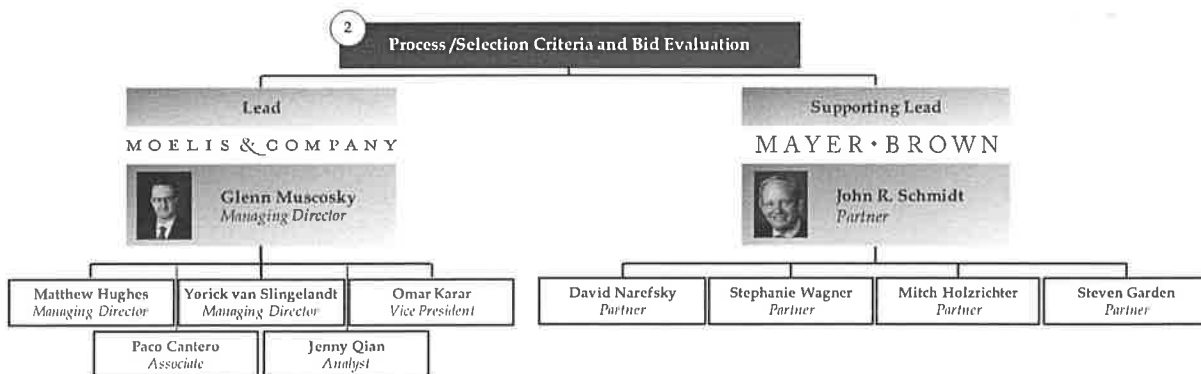 2
Process /Selection Criteria and Bid Evaluation
Lead
Supporting Lead
MOELIS & COMPANY
MAYER • BROWN
Glenn Muscosky
Managing Director
John R. Schmidt
Partner
Matthew Hughes
Managing Director
Yorick van Slingelandt
Managing Director
Omar Karar
Vice President
David Narefsky
Partner
Stephanie Wagner
Partner
Mitch Holzrichter
Partner
Steven Garden
Partner
Paco Cantero
Associate
Jenny Qian
Analyst